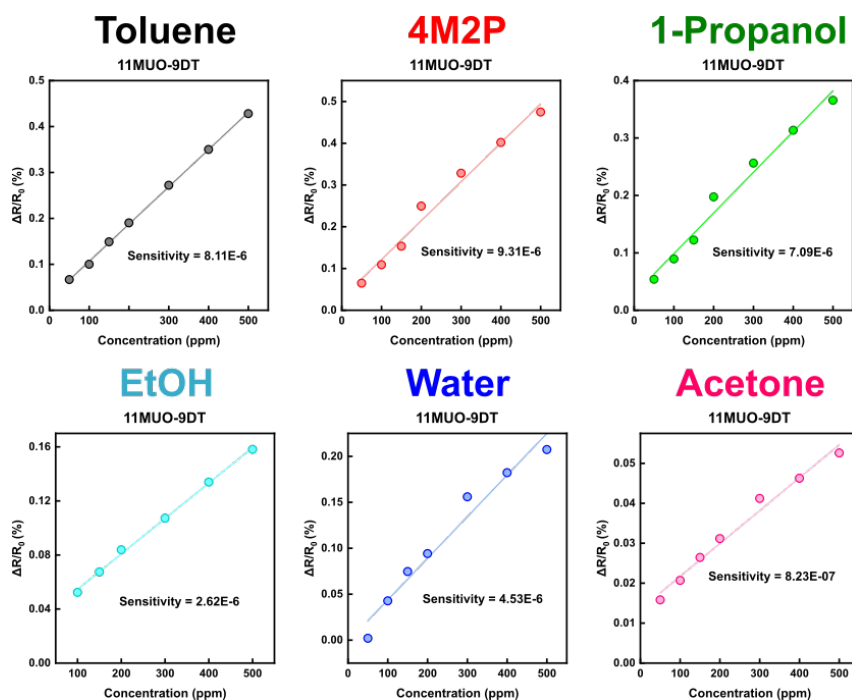 Toluene
11MUO-9DT
0.5
0.4
0.3
0.2
0.1
0.0
ΔR/R₀ (%)
Sensitivity = 8.11E-6
100 200 300 400 500
Concentration (ppm)
4M2P
11MUO-9DT
0.5
0.4
0.3
0.2
0.1
0.0
ΔR/R₀ (%)
Sensitivity = 9.31E-6
0 100 200 300 400 500
Concentration (ppm)
1-Propanol
11MUO-9DT
0.4
0.3
0.2
0.1
0.0
ΔR/R₀ (%)
Sensitivity = 7.09E-6
0 100 200 300 400 500
Concentration (ppm)
EtOH
11MUO-9DT
0.16
0.12
0.08
0.04
0.00
ΔR/R₀ (%)
Sensitivity = 2.62E-6
100 200 300 400 500
Concentration (ppm)
Water
11MUO-9DT
0.20
0.15
0.10
0.05
0.00
ΔR/R₀ (%)
Sensitivity = 4.53E-6
0 100 200 300 400 500
Concentration (ppm)
Acetone
11MUO-9DT
0.05
0.04
0.03
0.02
0.01
0.00
ΔR/R₀ (%)
Sensitivity = 8.23E-07
0 100 200 300 400 500
Concentration (ppm)